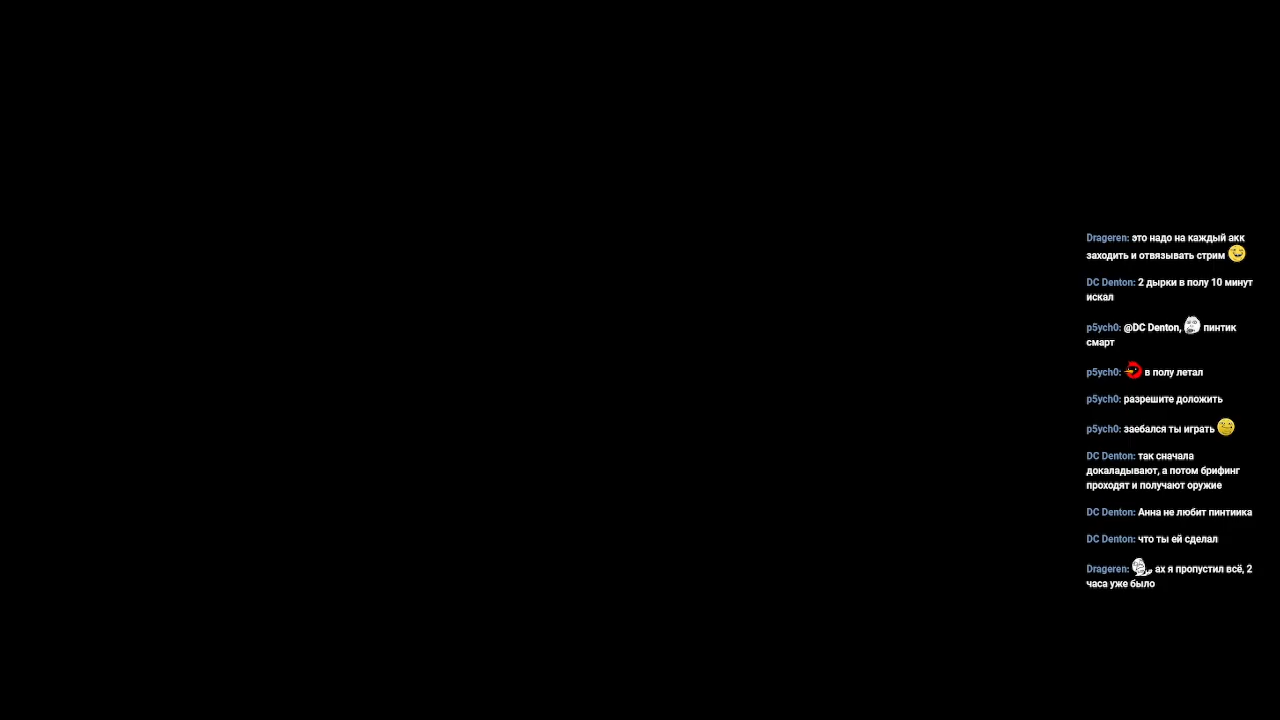 Drageren: это надо на каждый акк
заходить и отвязывать стрим
DC Denton: 2 дырки в полу 10 минут
искал
p5ych0: @DC Denton, пинтик
смарт
p5ych0: в полу летал
p5ych0: разрешите доложить
p5ych0: заебался ты играть
DC Denton: так сначала
докаладывают, а потом брифинг
проходят и получают оружие
DC Denton: Анна не любит пинтиика
DC Denton: что ты ей сделал
Drageren: ах я пропустил всё, 2
часа уже было